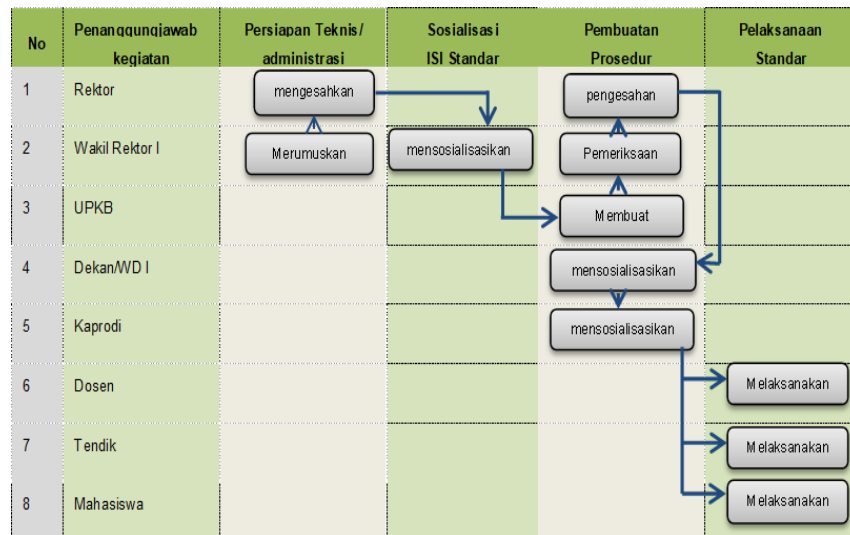 No
Penanggungjawab
kegiatan
Persiapan Teknis/
administrasi
Sosialisasi
ISI Standar
Pembuatan
Prosedur
Pelaksanaan
Standar
1 Rektor mengesahkan pengesahan
2 Wakil Rektor I Merumuskan mensosialisasikan Pemeriksaan
3 UPKB Membuat
4 Dekan/WD I mensosialisasikan
5 Kaprodi mensosialisasikan
6 Dosen Melaksanakan
7 Tendik Melaksanakan
8 Mahasiswa Melaksanakan